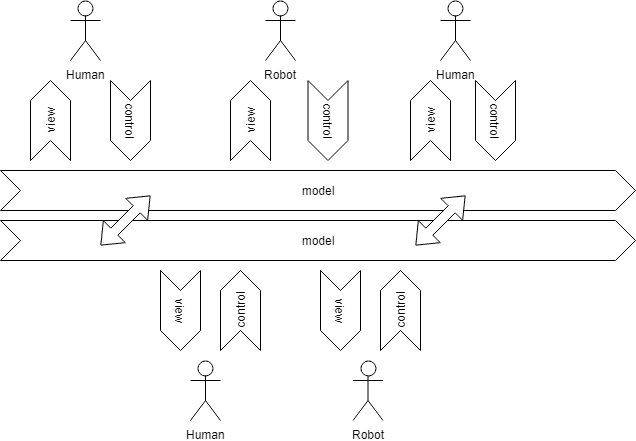 Human
Robot
Human
view
control
view
control
view
control
model
model
view
control
view
control
Human
Robot